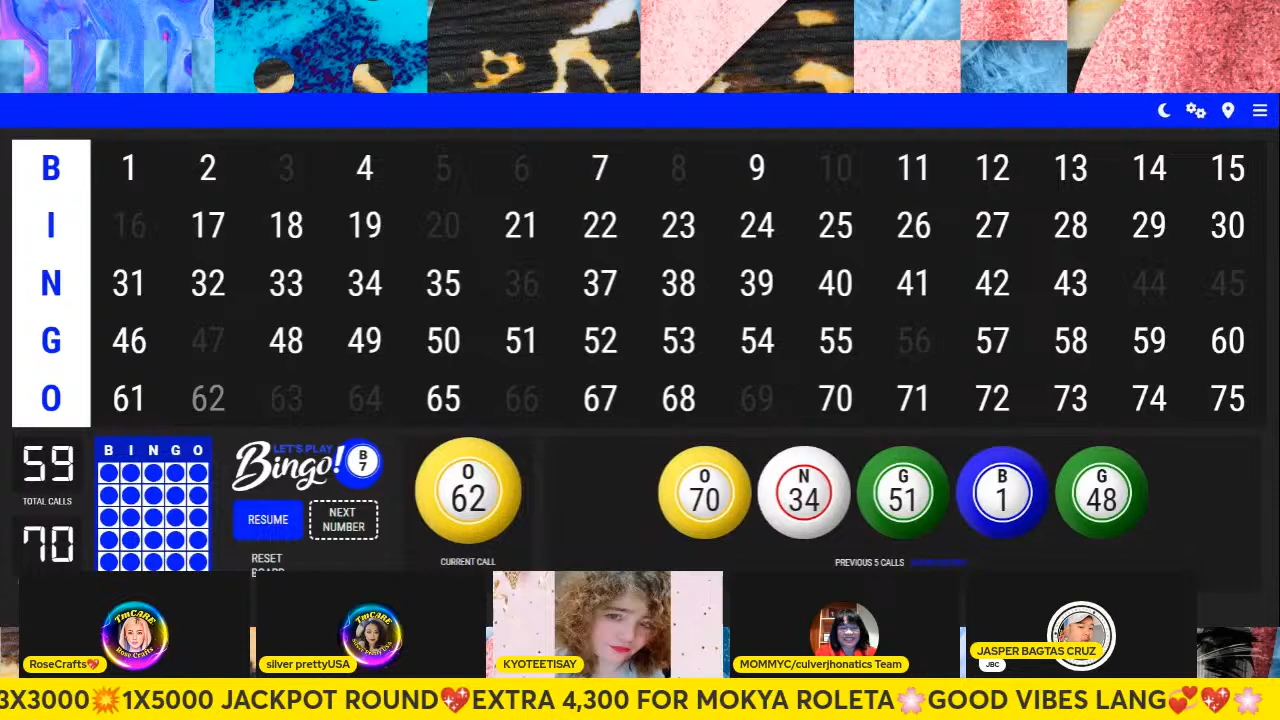 B 1 2 3 4 5 6 7 8 9 10 11 12 13 14 15
I 16 17 18 19 20 21 22 23 24 25 26 27 28 29 30
N 31 32 33 34 35 36 37 38 39 40 41 42 43 44 45
G 46 47 48 49 50 51 52 53 54 55 56 57 58 59 60
O 61 62 63 64 65 66 67 68 69 70 71 72 73 74 75
59
TOTAL CALLS
70
B I N G O
LET'S PLAY
Bingo!
B
7
RESUME
NEXT
NUMBER
RESET
BOARD
O
62
CURRENT CALL
O
70
N
34
G
51
B
1
G
48
PREVIOUS 5 CALLS
TmCARE
Rose Crafts
RoseCrafts💖
TmCARE
silver prettyUSA
KYOTEETISAY
MOMMYC/culverjhonatics Team
JASPER BAGTAS CRUZ
JBC
3X3000💥1X5000 JACKPOT ROUND💖EXTRA 4,300 FOR MOKYA ROLETA🌸GOOD VIBES LANG💞💖🌸